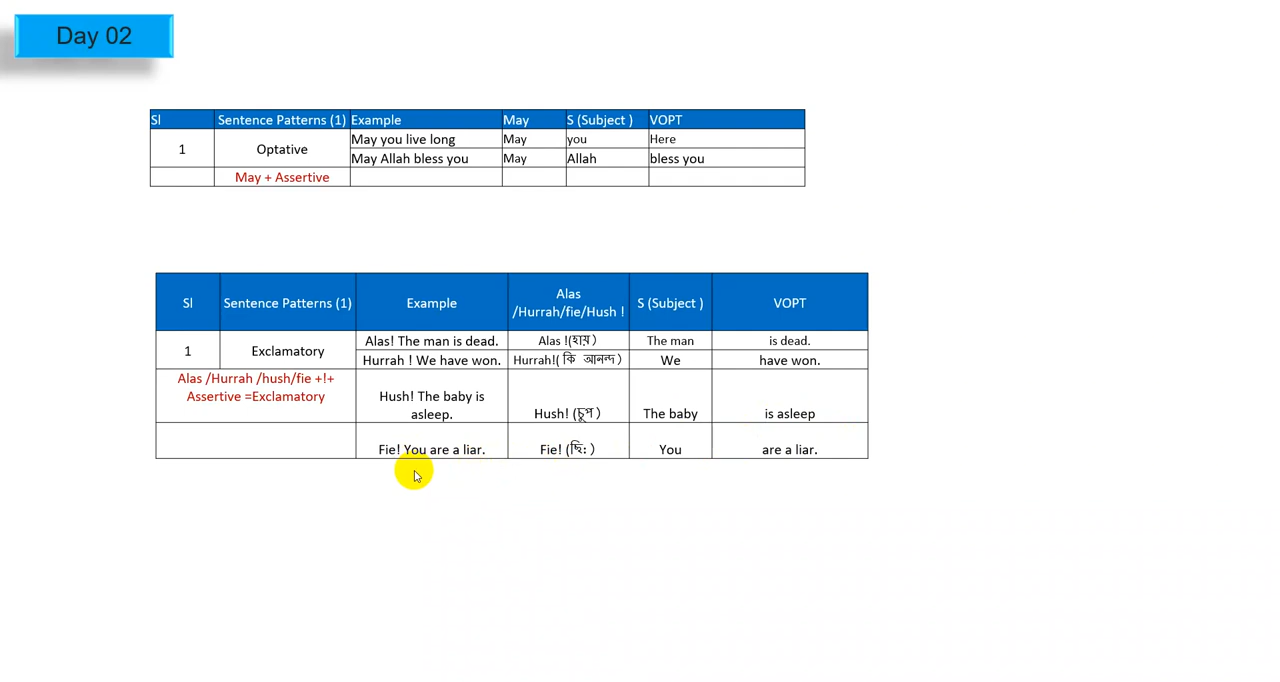 Day 02
Sl Sentence Patterns (1) Example May S (Subject ) VOPT
1 Optative May you live long May you Here
May Allah bless you May Allah bless you
May + Assertive
Sl Sentence Patterns (1) Example Alas /Hurrah/fie/Hush ! S (Subject ) VOPT
1 Exclamatory Alas! The man is dead. Alas !(হায়) The man is dead.
Hurrah ! We have won. Hurrah!( কি আনন্দ ) We have won.
Alas /Hurrah /hush/fie +!+
Assertive =Exclamatory
Hush! The baby is
asleep. Hush! (চুপ ) The baby is asleep
Fie! You are a liar. Fie! (ছি: ) You are a liar.